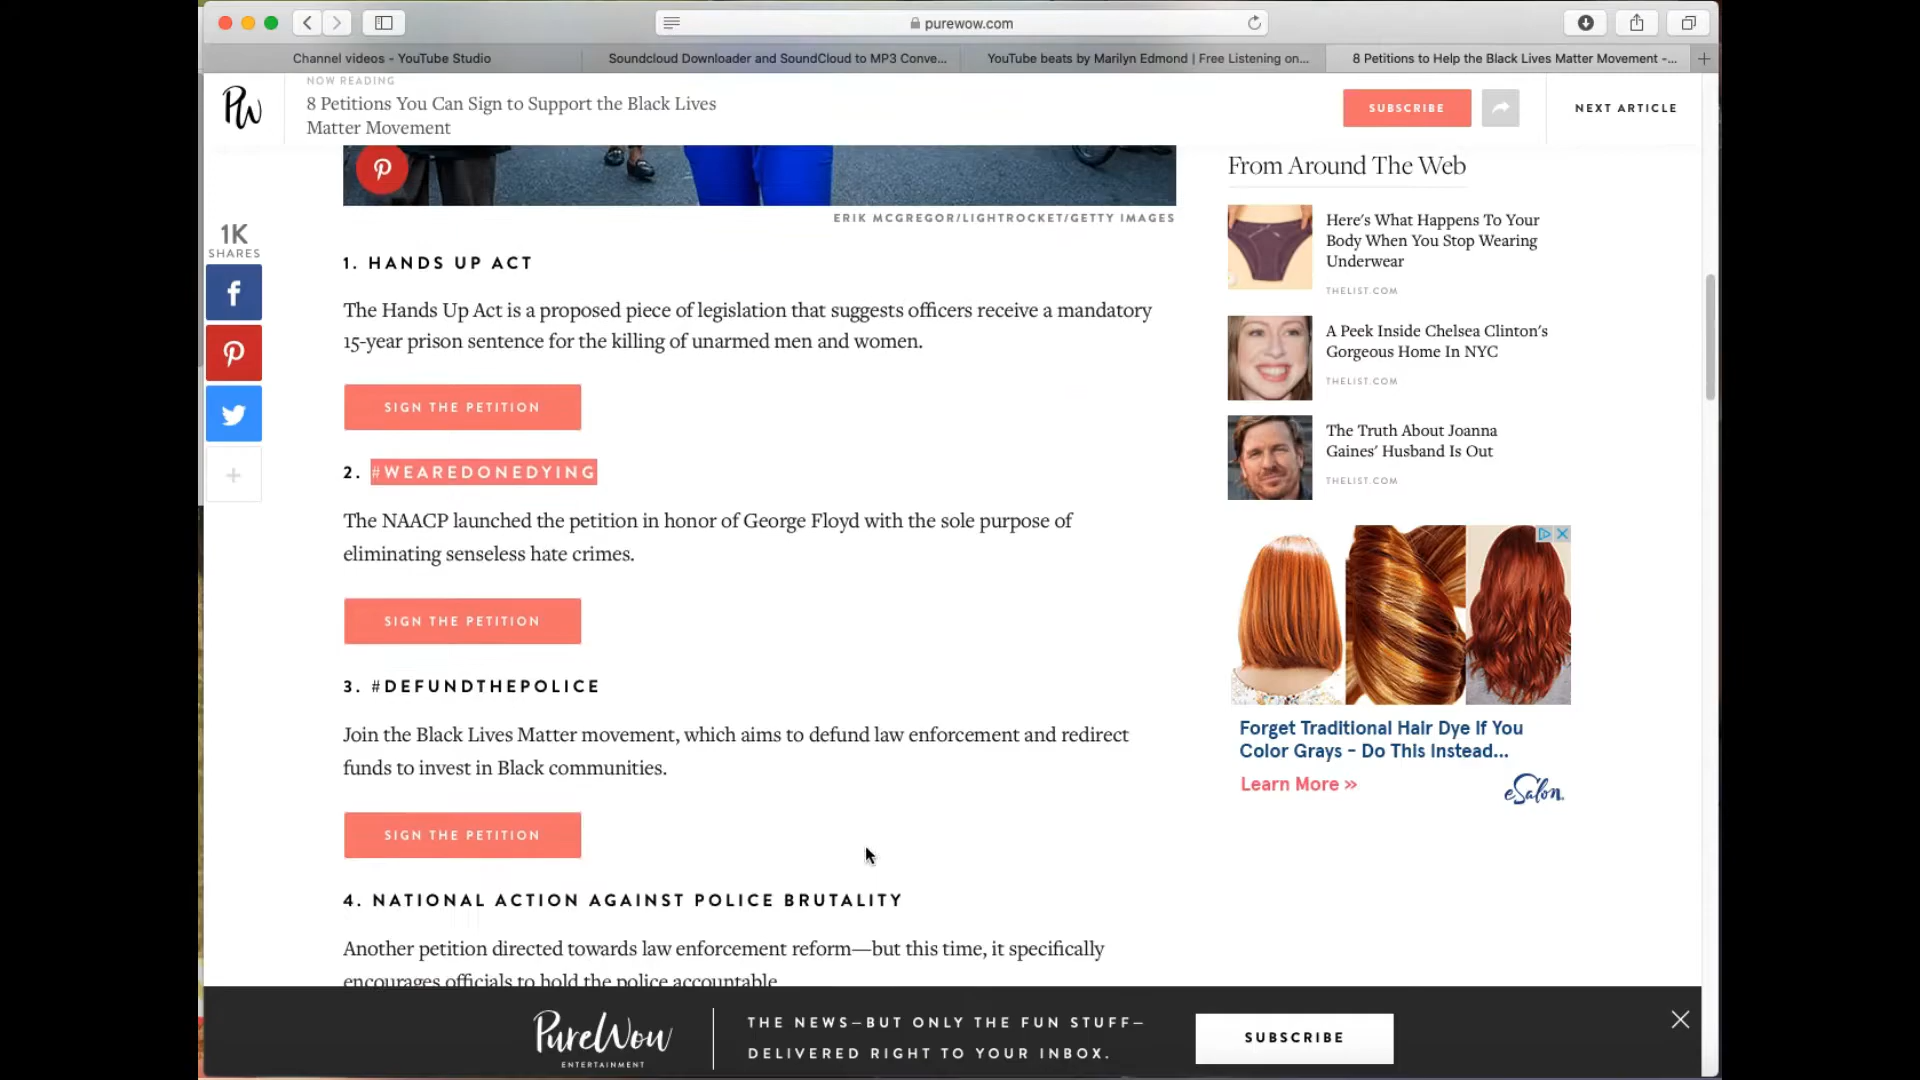 purewow.com
Channel videos - YouTube Studio
Soundcloud Downloader and SoundCloud to MP3 Conve...
YouTube beats by Marilyn Edmond | Free Listening on...
8 Petitions to Help the Black Lives Matter Movement -...
PW
NOW READING
8 Petitions You Can Sign to Support the Black Lives
Matter Movement
SUBSCRIBE
NEXT ARTICLE
ERIK MCGREGOR/LIGHTROCKET/GETTY IMAGES
1K
SHARES
1. HANDS UP ACT
The Hands Up Act is a proposed piece of legislation that suggests officers receive a mandatory
15-year prison sentence for the killing of unarmed men and women.
SIGN THE PETITION
2. #WEAREDONEDYING
The NAACP launched the petition in honor of George Floyd with the sole purpose of
eliminating senseless hate crimes.
SIGN THE PETITION
3. #DEFUNDTHEPOLICE
Join the Black Lives Matter movement, which aims to defund law enforcement and redirect
funds to invest in Black communities.
SIGN THE PETITION
4. NATIONAL ACTION AGAINST POLICE BRUTALITY
Another petition directed towards law enforcement reform—but this time, it specifically
encourages officials to hold the police accountable
From Around The Web
Here's What Happens To Your
Body When You Stop Wearing
Underwear
THELIST.COM
A Peek Inside Chelsea Clinton's
Gorgeous Home In NYC
THELIST.COM
The Truth About Joanna
Gaines' Husband Is Out
THELIST.COM
Forget Traditional Hair Dye If You
Color Grays - Do This Instead...
Learn More »
eSalon.
PureWow
ENTERTAINMENT
THE NEWS—BUT ONLY THE FUN STUFF—
DELIVERED RIGHT TO YOUR INBOX.
SUBSCRIBE